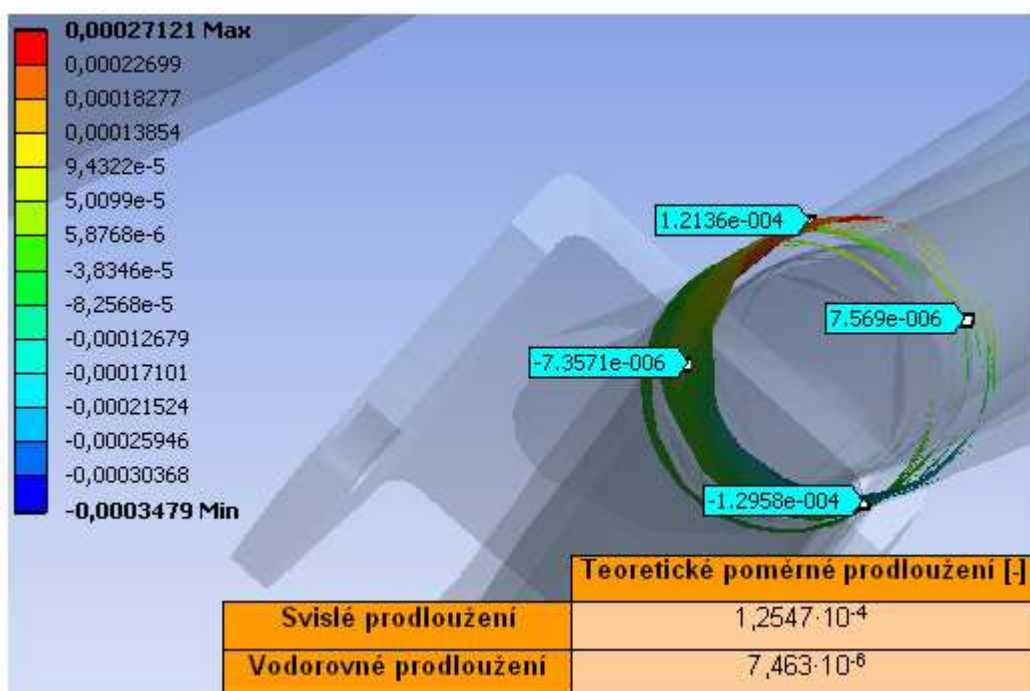 0,00027121 Max
0,00022699
0,00018277
0,00013854
9,4322e-5
5,0099e-5
5,8768e-6
-3,8346e-5
-8,2568e-5
-0,00012679
-0,00017101
-0,00021524
-0,00025946
-0,00030368
-0,0003479 Min
1.2136e-004
7.569e-006
-7.3571e-006
-1.2958e-004
Teoretické poměrné prodloužení [-]
Svislé prodloužení 1,2547·10⁻⁴
Vodorovné prodloužení 7,463·10⁻⁶